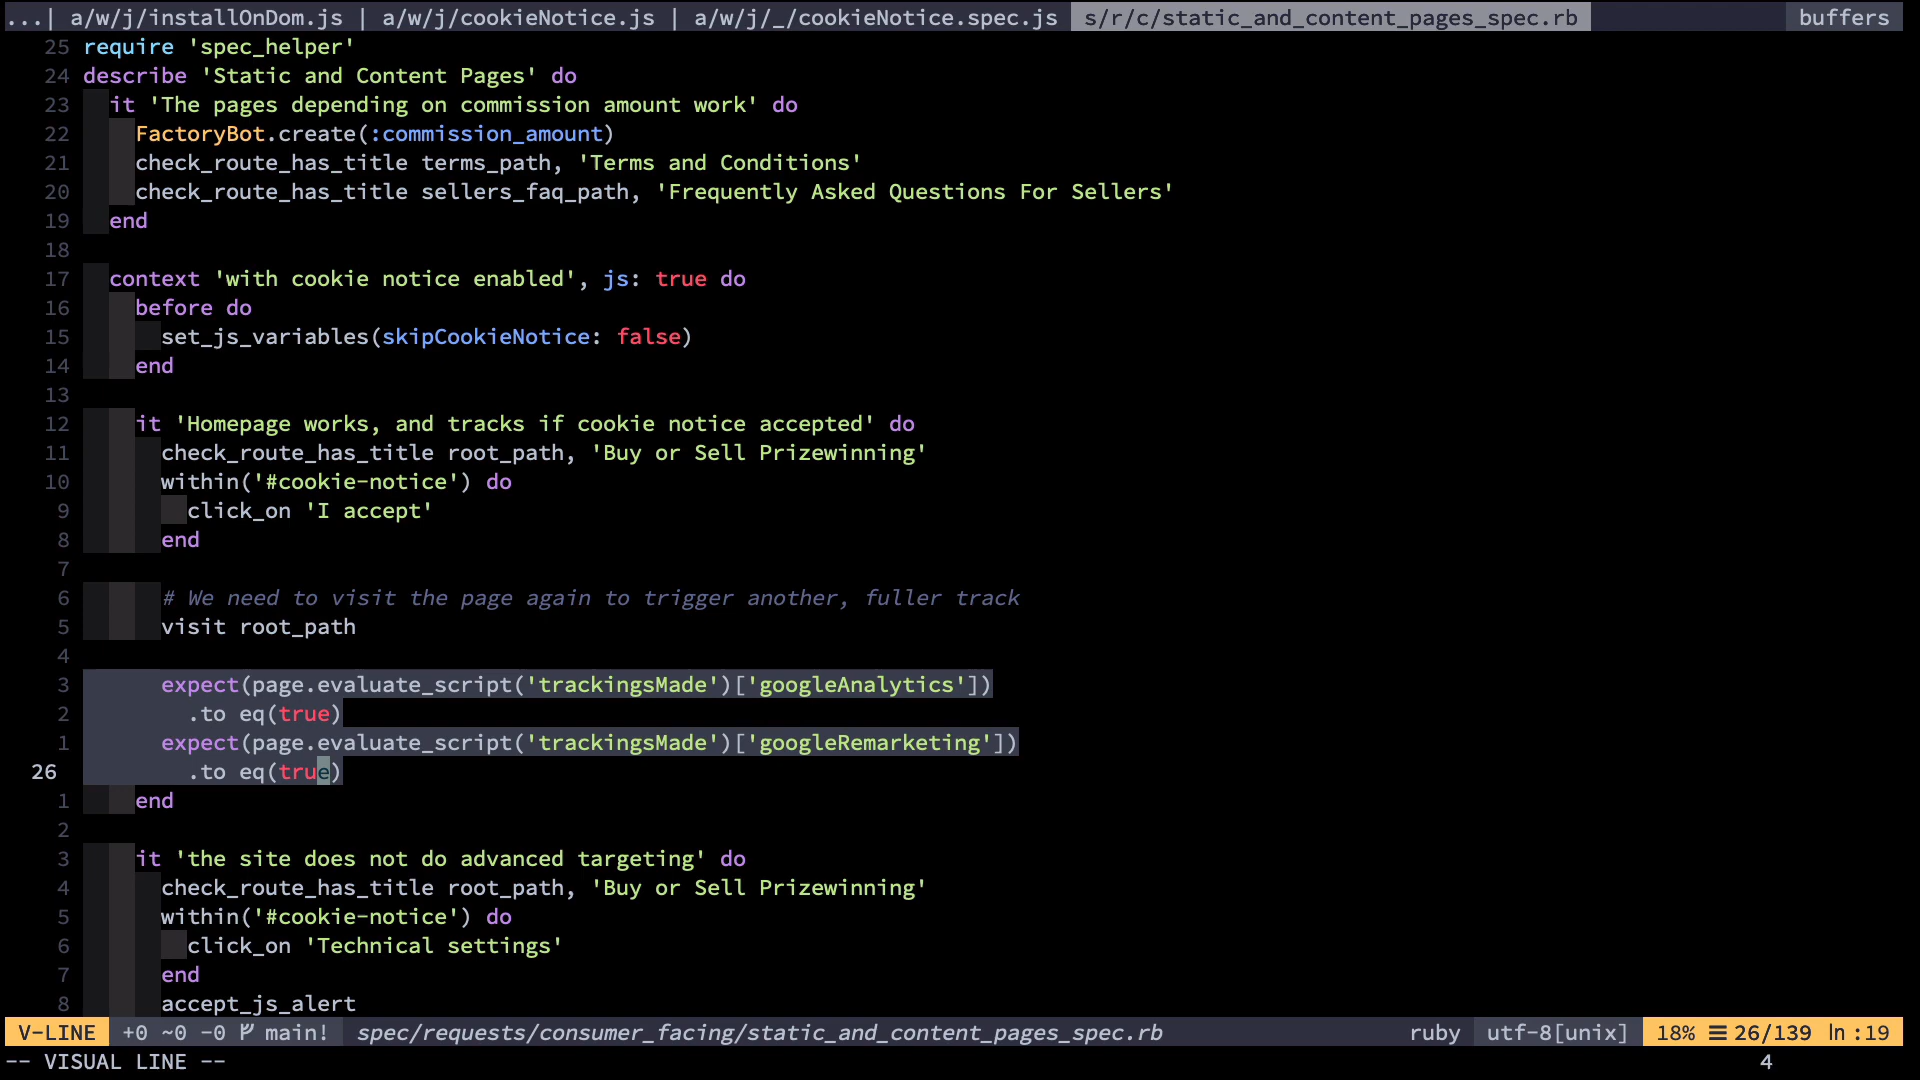 ...| a/w/j/installOnDom.js | a/w/j/cookieNotice.js | a/w/j/_/cookieNotice.spec.js s/r/c/static_and_content_pages_spec.rb buffers
25 require 'spec_helper'
24 describe 'Static and Content Pages' do
23   it 'The pages depending on commission amount work' do
22     FactoryBot.create(:commission_amount)
21     check_route_has_title terms_path, 'Terms and Conditions'
20     check_route_has_title sellers_faq_path, 'Frequently Asked Questions For Sellers'
19   end
18
17   context 'with cookie notice enabled', js: true do
16     before do
15       set_js_variables(skipCookieNotice: false)
14     end
13
12     it 'Homepage works, and tracks if cookie notice accepted' do
11       check_route_has_title root_path, 'Buy or Sell Prizewinning'
10       within('#cookie-notice') do
9         click_on 'I accept'
8       end
7
6       # We need to visit the page again to trigger another, fuller track
5       visit root_path
4
3       expect(page.evaluate_script('trackingsMade')['googleAnalytics'])
2         .to eq(true)
1       expect(page.evaluate_script('trackingsMade')['googleRemarketing'])
26         .to eq(true)
1     end
2
3     it 'the site does not do advanced targeting' do
4       check_route_has_title root_path, 'Buy or Sell Prizewinning'
5       within('#cookie-notice') do
6         click_on 'Technical settings'
7       end
8       accept_js_alert
V-LINE +0 ~0 -0 main! spec/requests/consumer_facing/static_and_content_pages_spec.rb ruby utf-8[unix] 18% ☰ 26/139 ln :19
-- VISUAL LINE -- 4